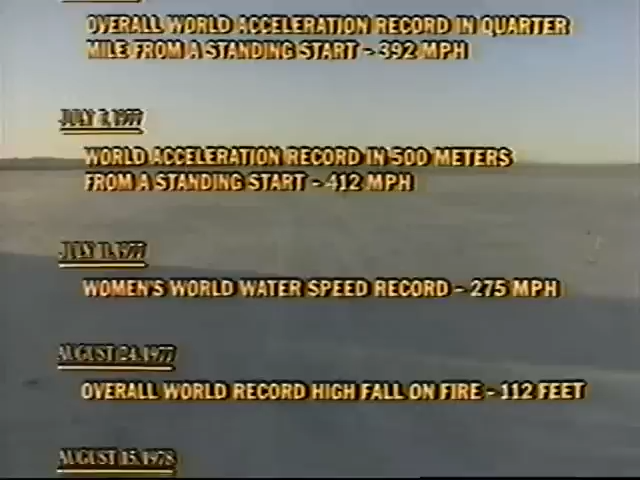 OVERALL WORLD ACCELERATION RECORD IN QUARTER
MILE FROM A STANDING START - 392 MPH
JULY 7, 1977
WORLD ACCELERATION RECORD IN 500 METERS
FROM A STANDING START - 412 MPH
JULY 11, 1977
WOMEN'S WORLD WATER SPEED RECORD - 275 MPH
AUGUST 24, 1977
OVERALL WORLD RECORD HIGH FALL ON FIRE - 112 FEET
AUGUST 15, 1978